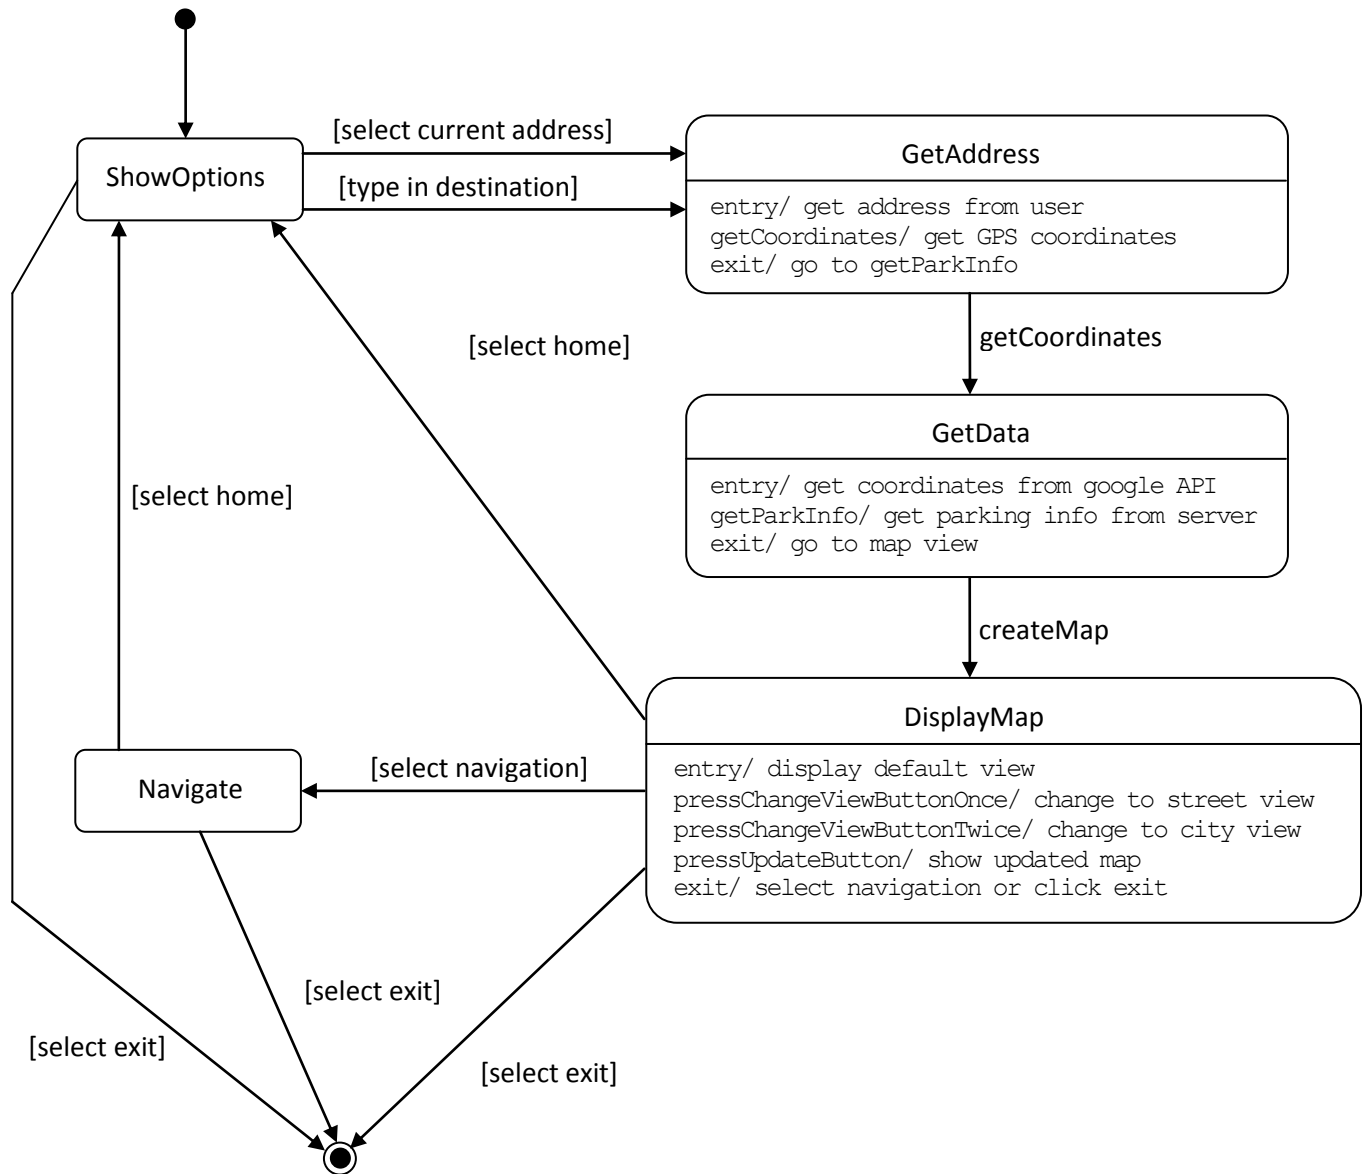 [select current address]
ShowOptions
[type in destination]
GetAddress
entry/ get address from user
getCoordinates/ get GPS coordinates
exit/ go to getParkInfo
[select home]
getCoordinates
GetData
entry/ get coordinates from google API
getParkInfo/ get parking info from server
exit/ go to map view
[select home]
createMap
DisplayMap
entry/ display default view
pressChangeViewButtonOnce/ change to street view
pressChangeViewButtonTwice/ change to city view
pressUpdateButton/ show updated map
exit/ select navigation or click exit
[select navigation]
Navigate
[select exit]
[select exit]
[select exit]